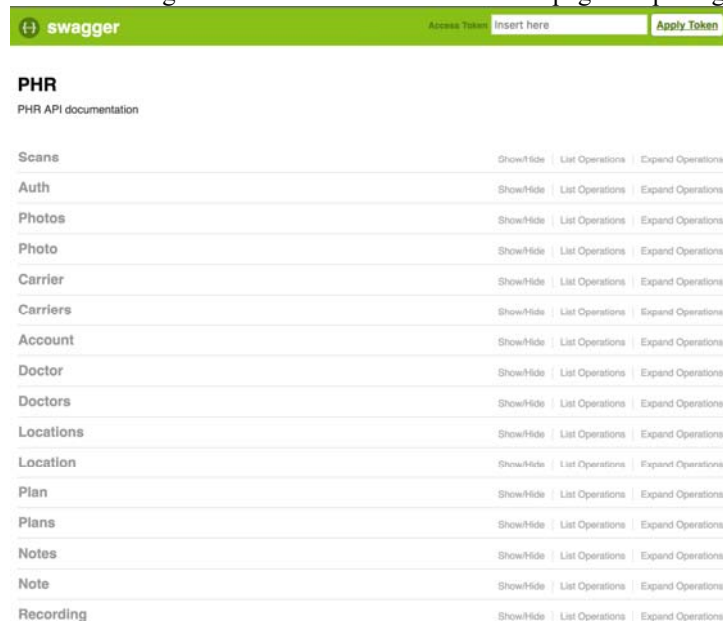 swagger Access Token Insert here Apply Token
PHR
PHR API documentation
Scans Show/Hide List Operations Expand Operations
Auth Show/Hide List Operations Expand Operations
Photos Show/Hide List Operations Expand Operations
Photo Show/Hide List Operations Expand Operations
Carrier Show/Hide List Operations Expand Operations
Carriers Show/Hide List Operations Expand Operations
Account Show/Hide List Operations Expand Operations
Doctor Show/Hide List Operations Expand Operations
Doctors Show/Hide List Operations Expand Operations
Locations Show/Hide List Operations Expand Operations
Location Show/Hide List Operations Expand Operations
Plan Show/Hide List Operations Expand Operations
Plans Show/Hide List Operations Expand Operations
Notes Show/Hide List Operations Expand Operations
Note Show/Hide List Operations Expand Operations
Recording Show/Hide List Operations Expand Operations